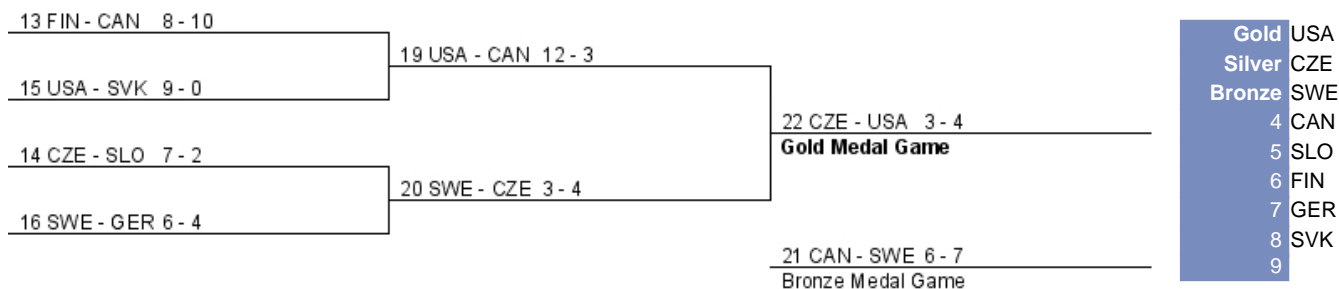 13 FIN - CAN 8 - 10
19 USA - CAN 12 - 3
15 USA - SVK 9 - 0
22 CZE - USA 3 - 4
Gold Medal Game
14 CZE - SLO 7 - 2
20 SWE - CZE 3 - 4
16 SWE - GER 6 - 4
21 CAN - SWE 6 - 7
Bronze Medal Game
Gold USA
Silver CZE
Bronze SWE
4 CAN
5 SLO
6 FIN
7 GER
8 SVK
9